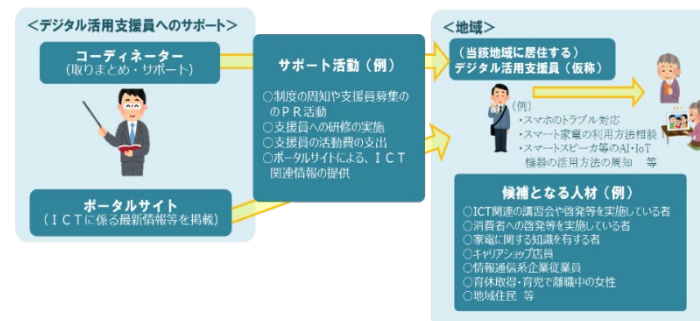 ＜デジタル活用支援員へのサポート＞
コーディネーター
（取りまとめ・サポート）
ポータルサイト
（ＩＣＴに係る最新情報等を掲載）
サポート活動（例）
○制度の周知や支援員募集の
のＰＲ活動
○支援員への研修の実施
○支援員の活動費の支出
○ポータルサイトによる、ＩＣＴ
関連情報の提供
＜地域＞
（当該地域に居住する）
デジタル活用支援員（仮称）
（例）
・スマホのトラブル対応
・スマート家電の利用方法相談
・スマートスピーカ等のAI・IoT
機器の活用方法の周知　等
候補となる人材（例）
○ICT関連の講習会や啓発等を実施している者
○消費者への啓発等を実施している者
○家電に関する知識を有する者
○キャリアショップ店員
○情報通信系企業従業員
○育休取得・育児で離職中の女性
○地域住民 等